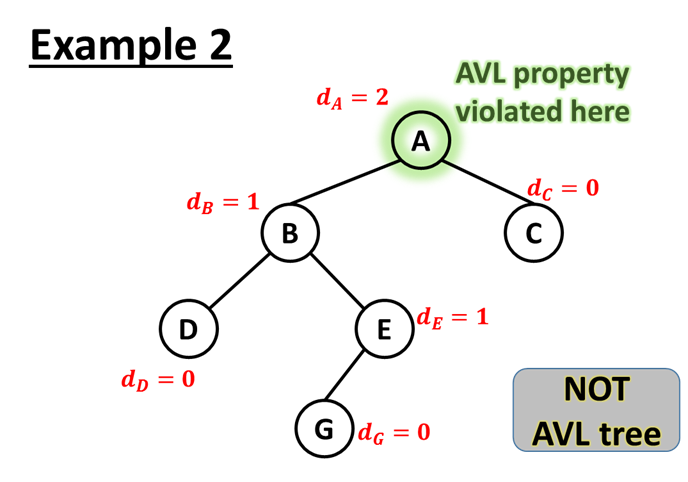 Example 2
AVL property
violated here
d_A = 2
A
d_B = 1
d_C = 0
B
C
D
E
d_E = 1
d_D = 0
G
d_G = 0
NOT
AVL tree